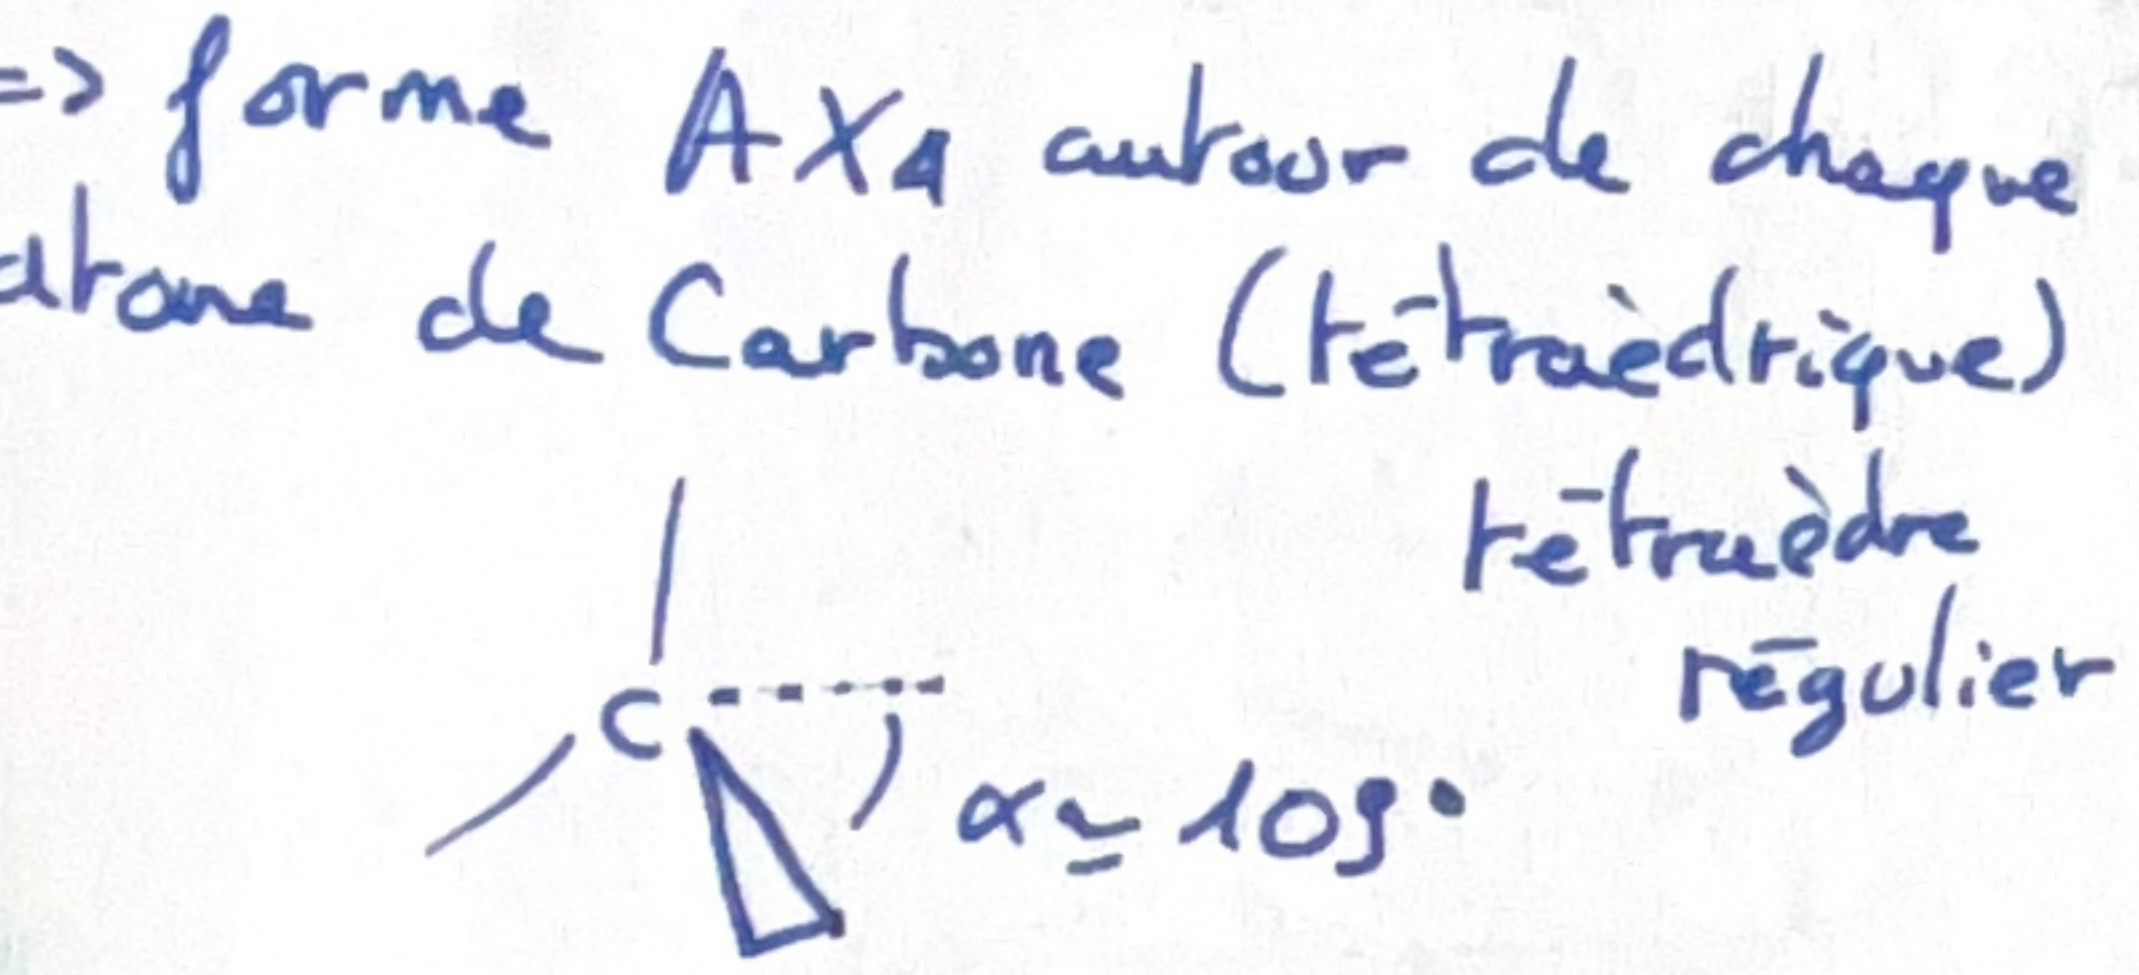 => forme AX4 autour de chaque
atome de Carbone (tétraèdrique)
tétraèdre
régulier
C
α ≃ 109°